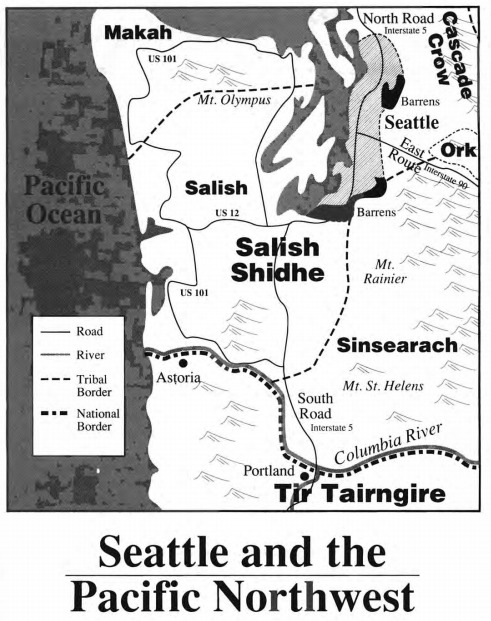 Makah
North Road
Interstate 5
Cascade
Crow
US 101
Mt. Olympus
Barrens
Seattle
Ork
East
Route
Interstate 90
Pacific
Ocean
Salish
US 12
Barrens
Salish
Shidhe
Mt.
Rainier
US 101
Sinsearach
Road
River
Tribal
Border
National
Border
Astoria
Mt. St. Helens
South
Road
Interstate 5
Columbia River
Portland
Tir Tairngire
Seattle and the
Pacific Northwest